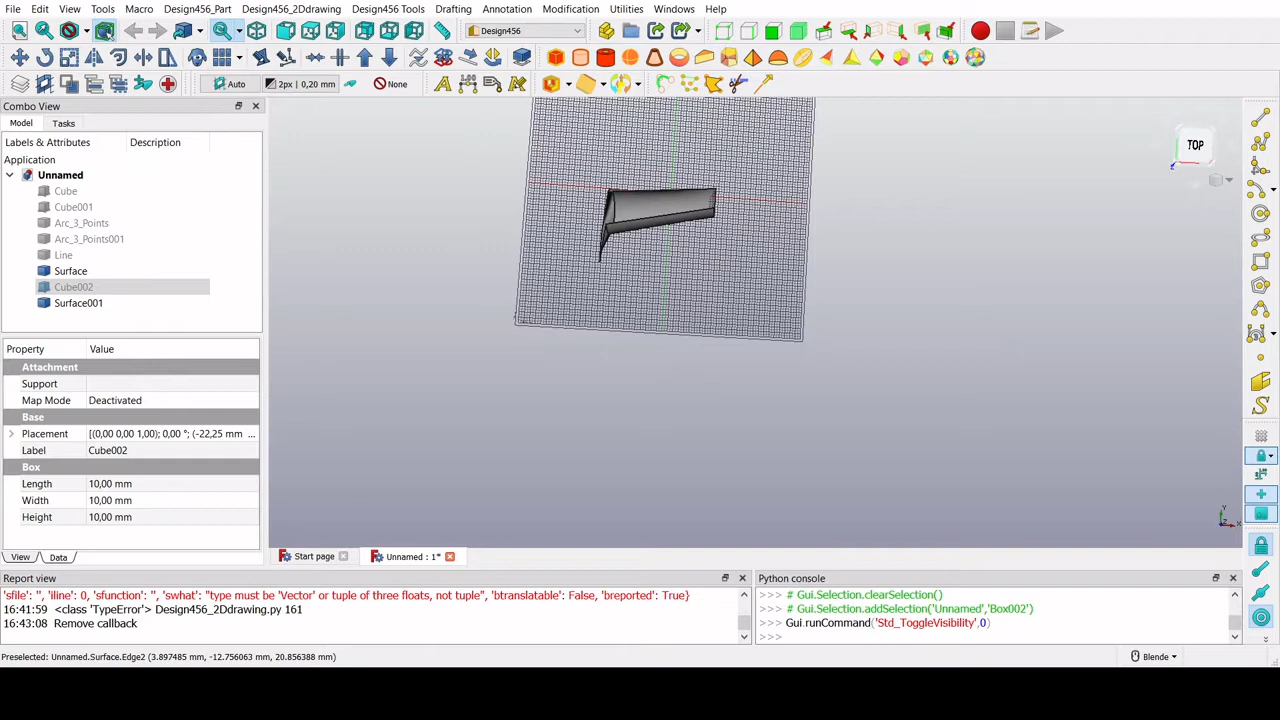 File Edit View Tools Macro Design456_Part Design456_2Ddrawing Design456 Tools Drafting Annotation Modification Utilities Windows Help
Design456
Auto 2px | 0,20 mm None
Combo View
Model Tasks
Labels & Attributes Description
Application
Unnamed
Cube
Cube001
Arc_3_Points
Arc_3_Points001
Line
Surface
Cube002
Surface001
TOP
Property Value
Attachment
Support
Map Mode Deactivated
Base
Placement [(0,00 0,00 1,00); 0,00 °; (-22,25 mm ...
Label Cube002
Box
Length 10,00 mm
Width 10,00 mm
Height 10,00 mm
View Data
Start page Unnamed : 1*
Report view
'sfile': '', 'iline': 0, 'sfunction': '', 'swhat': "type must be 'Vector' or tuple of three floats, not tuple", 'btranslatable': False, 'breported': True}
16:41:59 <class 'TypeError'> Design456_2Ddrawing.py 161
16:43:08 Remove callback
Python console
>>> # Gui.Selection.clearSelection()
>>> # Gui.Selection.addSelection('Unnamed','Box002')
>>> Gui.runCommand('Std_ToggleVisibility',0)
>>>
Preselected: Unnamed.Surface.Edge2 (3.897485 mm, -12.756063 mm, 20.856388 mm)
Blende